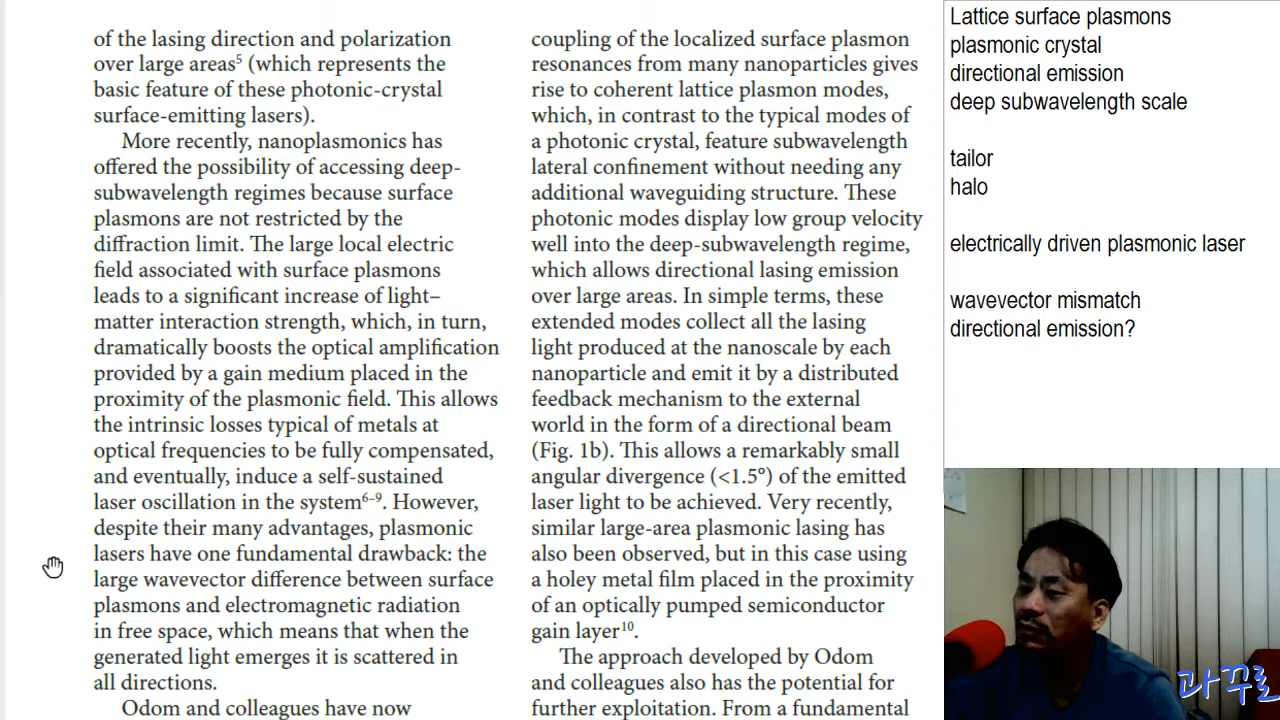 of the lasing direction and polarization
over large areas⁵ (which represents the
basic feature of these photonic-crystal
surface-emitting lasers).
More recently, nanoplasmonics has
offered the possibility of accessing deep-
subwavelength regimes because surface
plasmons are not restricted by the
diffraction limit. The large local electric
field associated with surface plasmons
leads to a significant increase of light–
matter interaction strength, which, in turn,
dramatically boosts the optical amplification
provided by a gain medium placed in the
proximity of the plasmonic field. This allows
the intrinsic losses typical of metals at
optical frequencies to be fully compensated,
and eventually, induce a self-sustained
laser oscillation in the system⁶⁻⁹. However,
despite their many advantages, plasmonic
lasers have one fundamental drawback: the
large wavevector difference between surface
plasmons and electromagnetic radiation
in free space, which means that when the
generated light emerges it is scattered in
all directions.
Odom and colleagues have now
coupling of the localized surface plasmon
resonances from many nanoparticles gives
rise to coherent lattice plasmon modes,
which, in contrast to the typical modes of
a photonic crystal, feature subwavelength
lateral confinement without needing any
additional waveguiding structure. These
photonic modes display low group velocity
well into the deep-subwavelength regime,
which allows directional lasing emission
over large areas. In simple terms, these
extended modes collect all the lasing
light produced at the nanoscale by each
nanoparticle and emit it by a distributed
feedback mechanism to the external
world in the form of a directional beam
(Fig. 1b). This allows a remarkably small
angular divergence (<1.5°) of the emitted
laser light to be achieved. Very recently,
similar large-area plasmonic lasing has
also been observed, but in this case using
a holey metal film placed in the proximity
of an optically pumped semiconductor
gain layer¹⁰.
The approach developed by Odom
and colleagues also has the potential for
further exploitation. From a fundamental
Lattice surface plasmons
plasmonic crystal
directional emission
deep subwavelength scale
tailor
halo
electrically driven plasmonic laser
wavevector mismatch
directional emission?
과꾸로